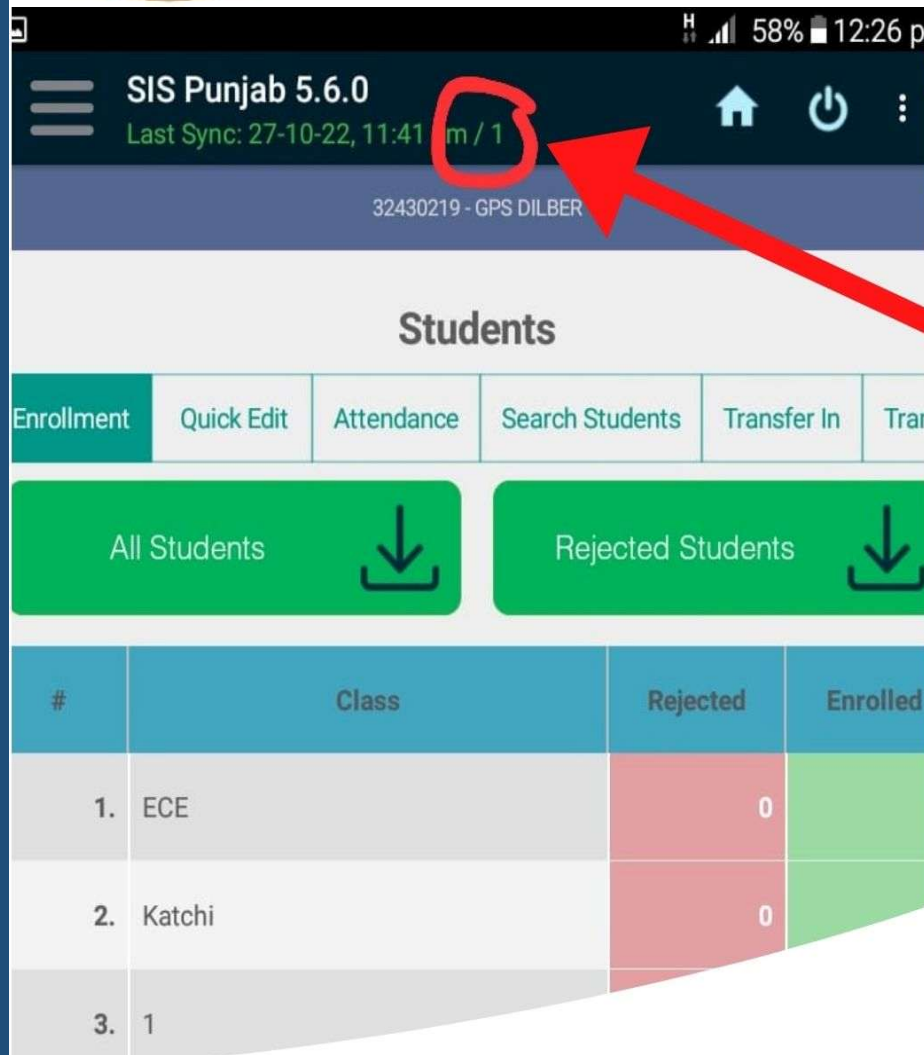 H 58% 12:26 p
SIS Punjab 5.6.0
Last Sync: 27-10-22, 11:41 m / 1
32430219 - GPS DILBER
Students
Enrollment Quick Edit Attendance Search Students Transfer In Tran
All Students Rejected Students
# Class Rejected Enrolled
1. ECE 0
2. Katchi 0
3. 1